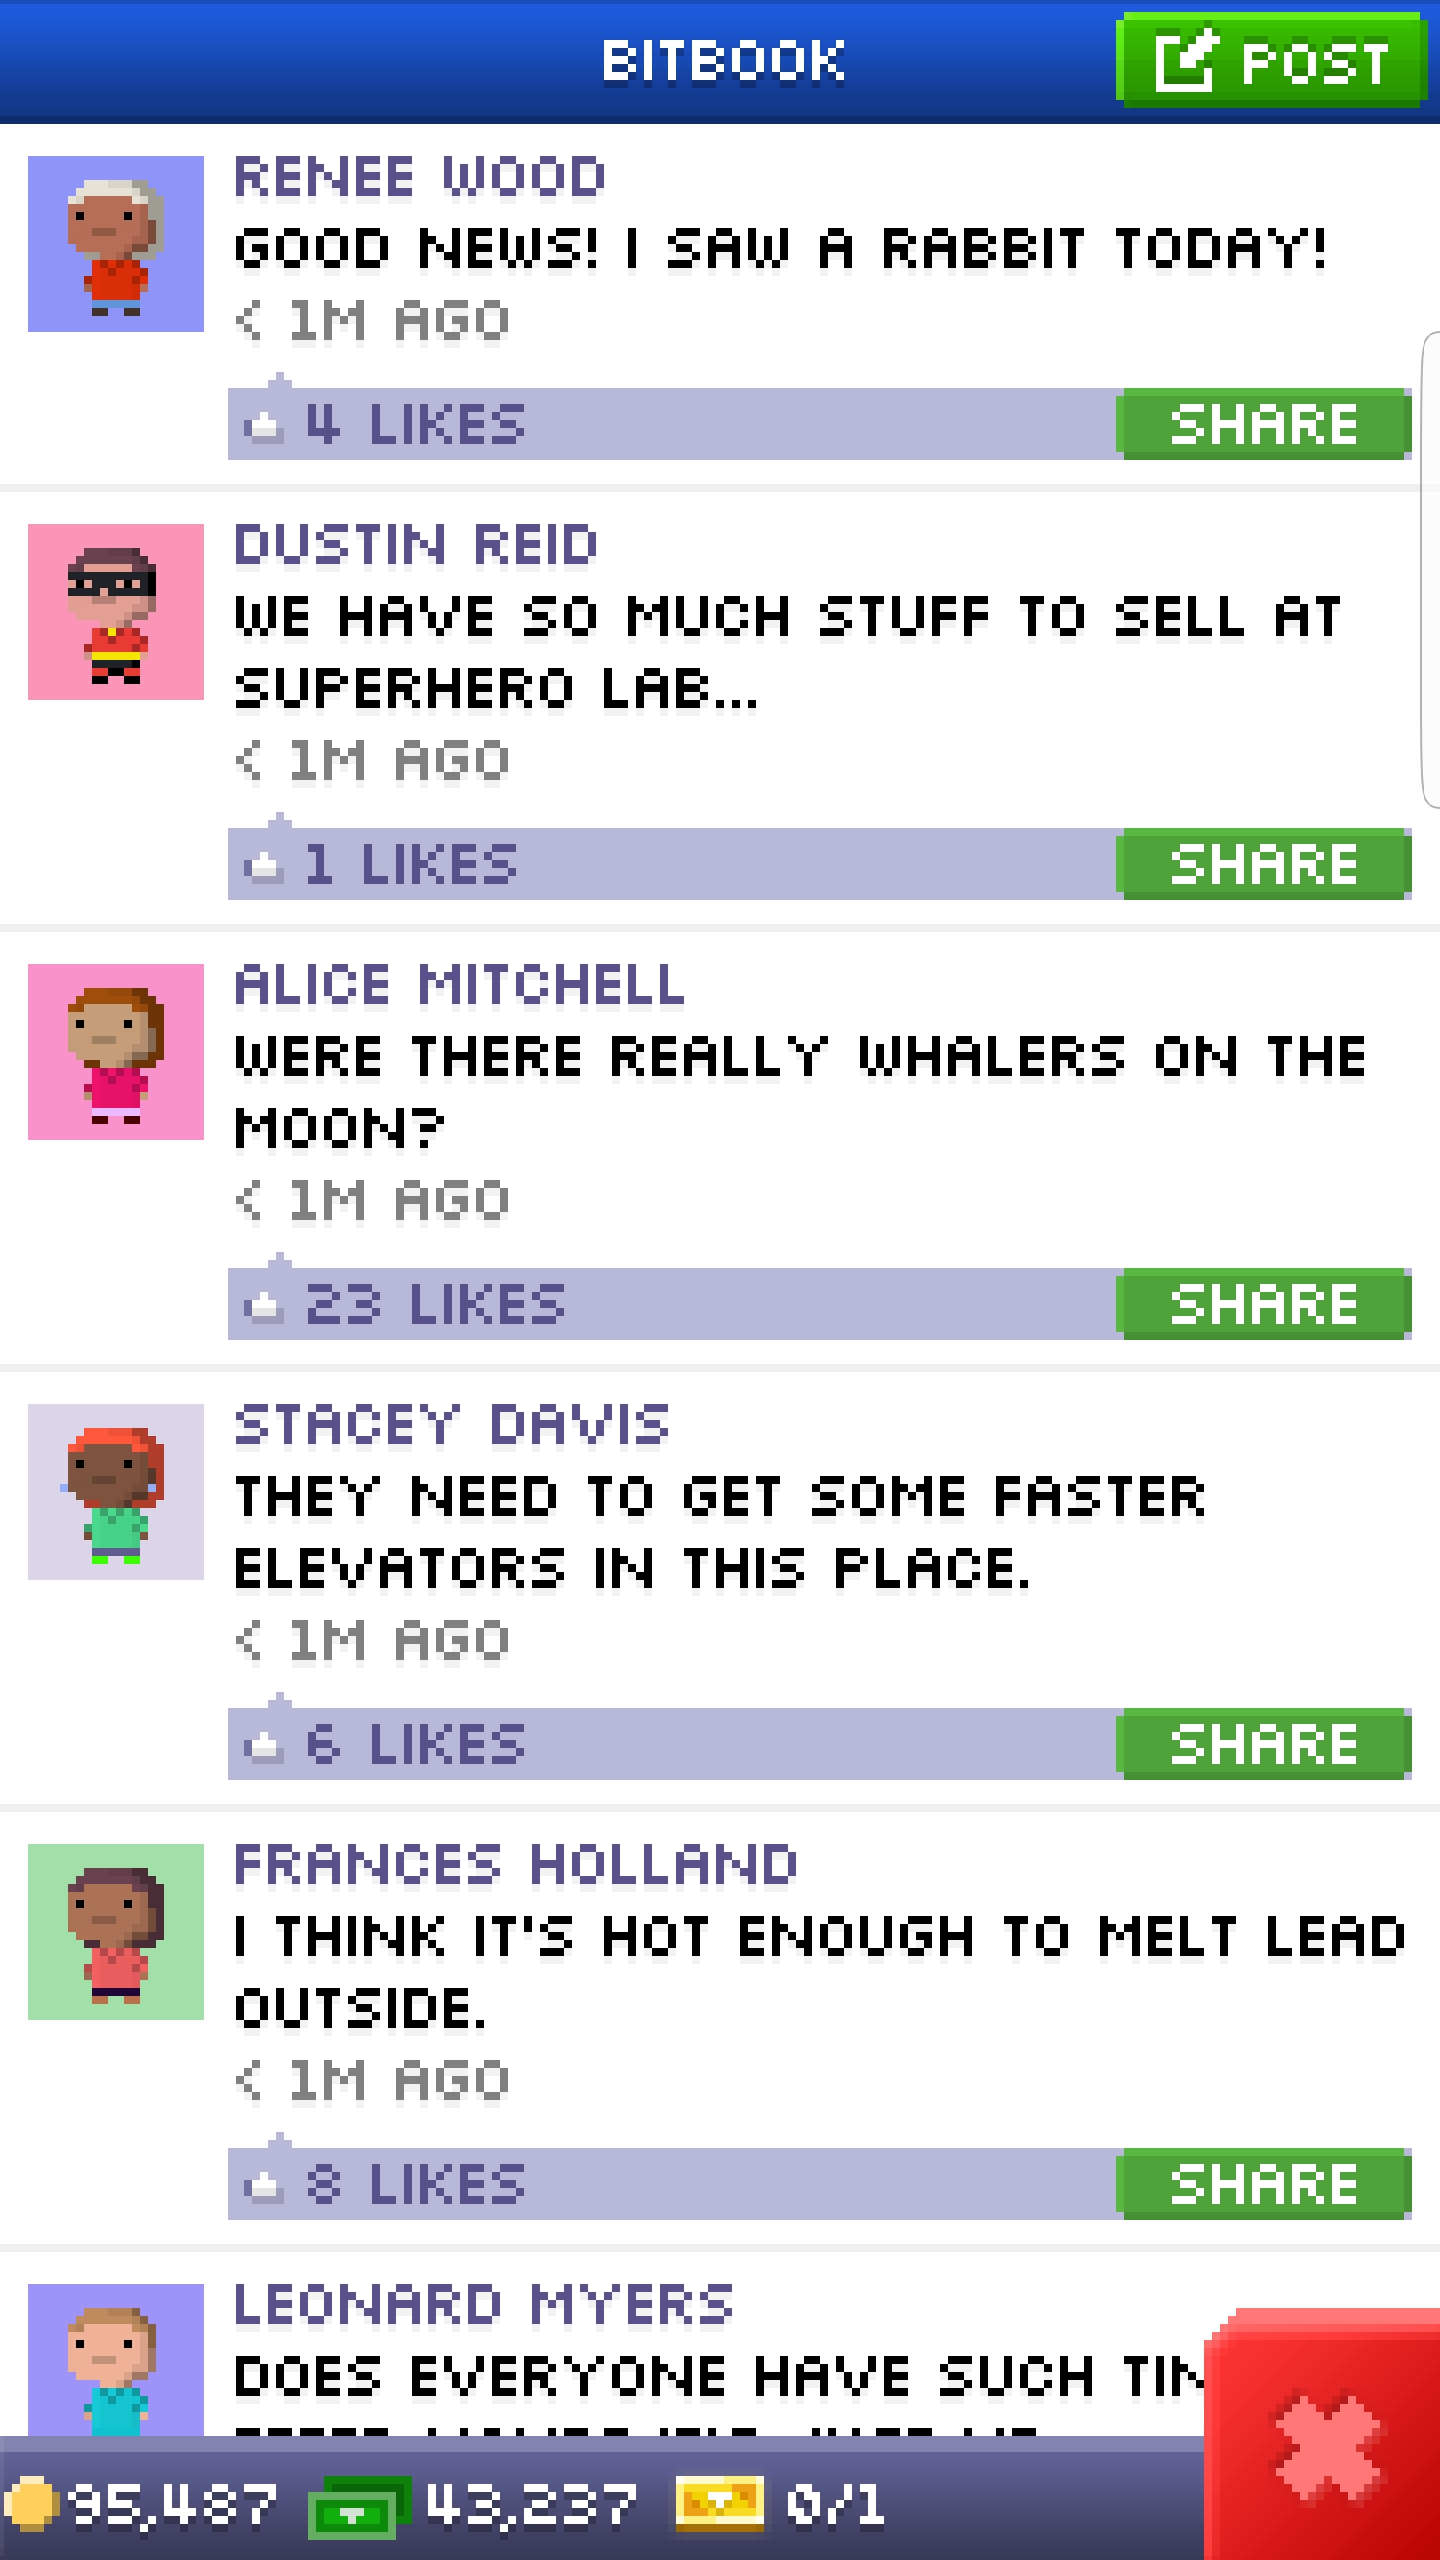 BITBOOK
POST
RENEE WOOD
GOOD NEWS! I SAW A RABBIT TODAY!
< 1M AGO
4 LIKES
SHARE
DUSTIN REID
WE HAVE SO MUCH STUFF TO SELL AT
SUPERHERO LAB...
< 1M AGO
1 LIKES
SHARE
ALICE MITCHELL
WERE THERE REALLY WHALERS ON THE
MOON?
< 1M AGO
23 LIKES
SHARE
STACEY DAVIS
THEY NEED TO GET SOME FASTER
ELEVATORS IN THIS PLACE.
< 1M AGO
6 LIKES
SHARE
FRANCES HOLLAND
I THINK IT'S HOT ENOUGH TO MELT LEAD
OUTSIDE.
< 1M AGO
8 LIKES
SHARE
LEONARD MYERS
DOES EVERYONE HAVE SUCH
95,487
43,237
0/1